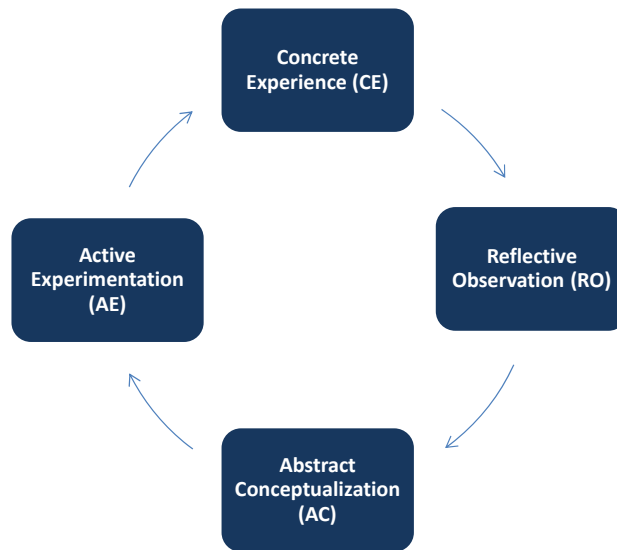 Concrete
Experience (CE)
Reflective
Observation (RO)
Active
Experimentation
(AE)
Abstract
Conceptualization
(AC)